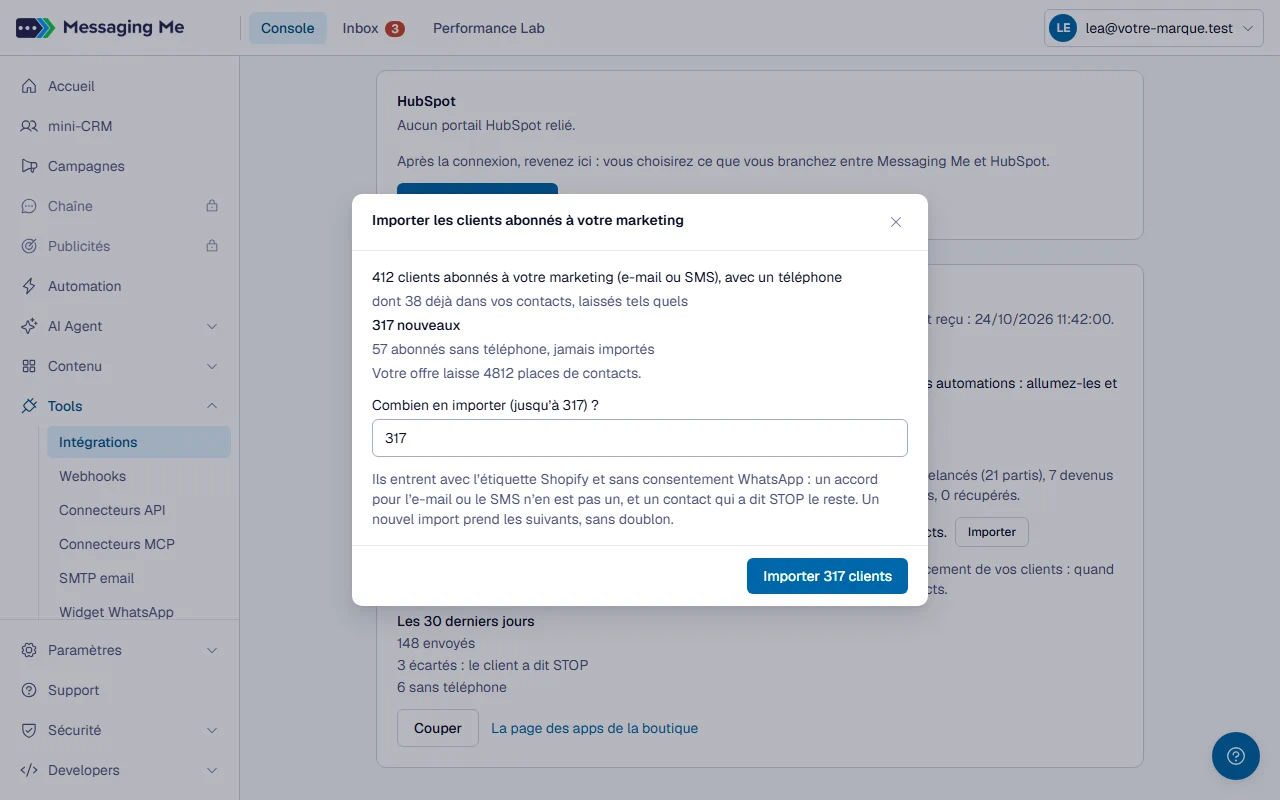 Messaging Me
Console
Inbox 3
Performance Lab
LE lea@votre-marque.test
Accueil
mini-CRM
Campagnes
Chaîne
Publicités
Automation
AI Agent
Contenu
Tools
Intégrations
Webhooks
Connecteurs API
Connecteurs MCP
SMTP email
Widget WhatsApp
Paramètres
Support
Sécurité
Developers
HubSpot
Aucun portail HubSpot relié.
Après la connexion, revenez ici : vous choisirez ce que vous branchez entre Messaging Me et HubSpot.
Importer les clients abonnés à votre marketing
412 clients abonnés à votre marketing (e-mail ou SMS), avec un téléphone
dont 38 déjà dans vos contacts, laissés tels quels
317 nouveaux
57 abonnés sans téléphone, jamais importés
Votre offre laisse 4812 places de contacts.
Combien en importer (jusqu'à 317) ?
317
Ils entrent avec l'étiquette Shopify et sans consentement WhatsApp : un accord
pour l'e-mail ou le SMS n'en est pas un, et un contact qui a dit STOP le reste. Un
nouvel import prend les suivants, sans doublon.
Importer 317 clients
t reçu : 24/10/2026 11:42:00.
s automations : allumez-les et
elancés (21 partis), 7 devenus
s, 0 récupérés.
cts. Importer
cement de vos clients : quand
cts.
Les 30 derniers jours
148 envoyés
3 écartés : le client a dit STOP
6 sans téléphone
Couper
La page des apps de la boutique